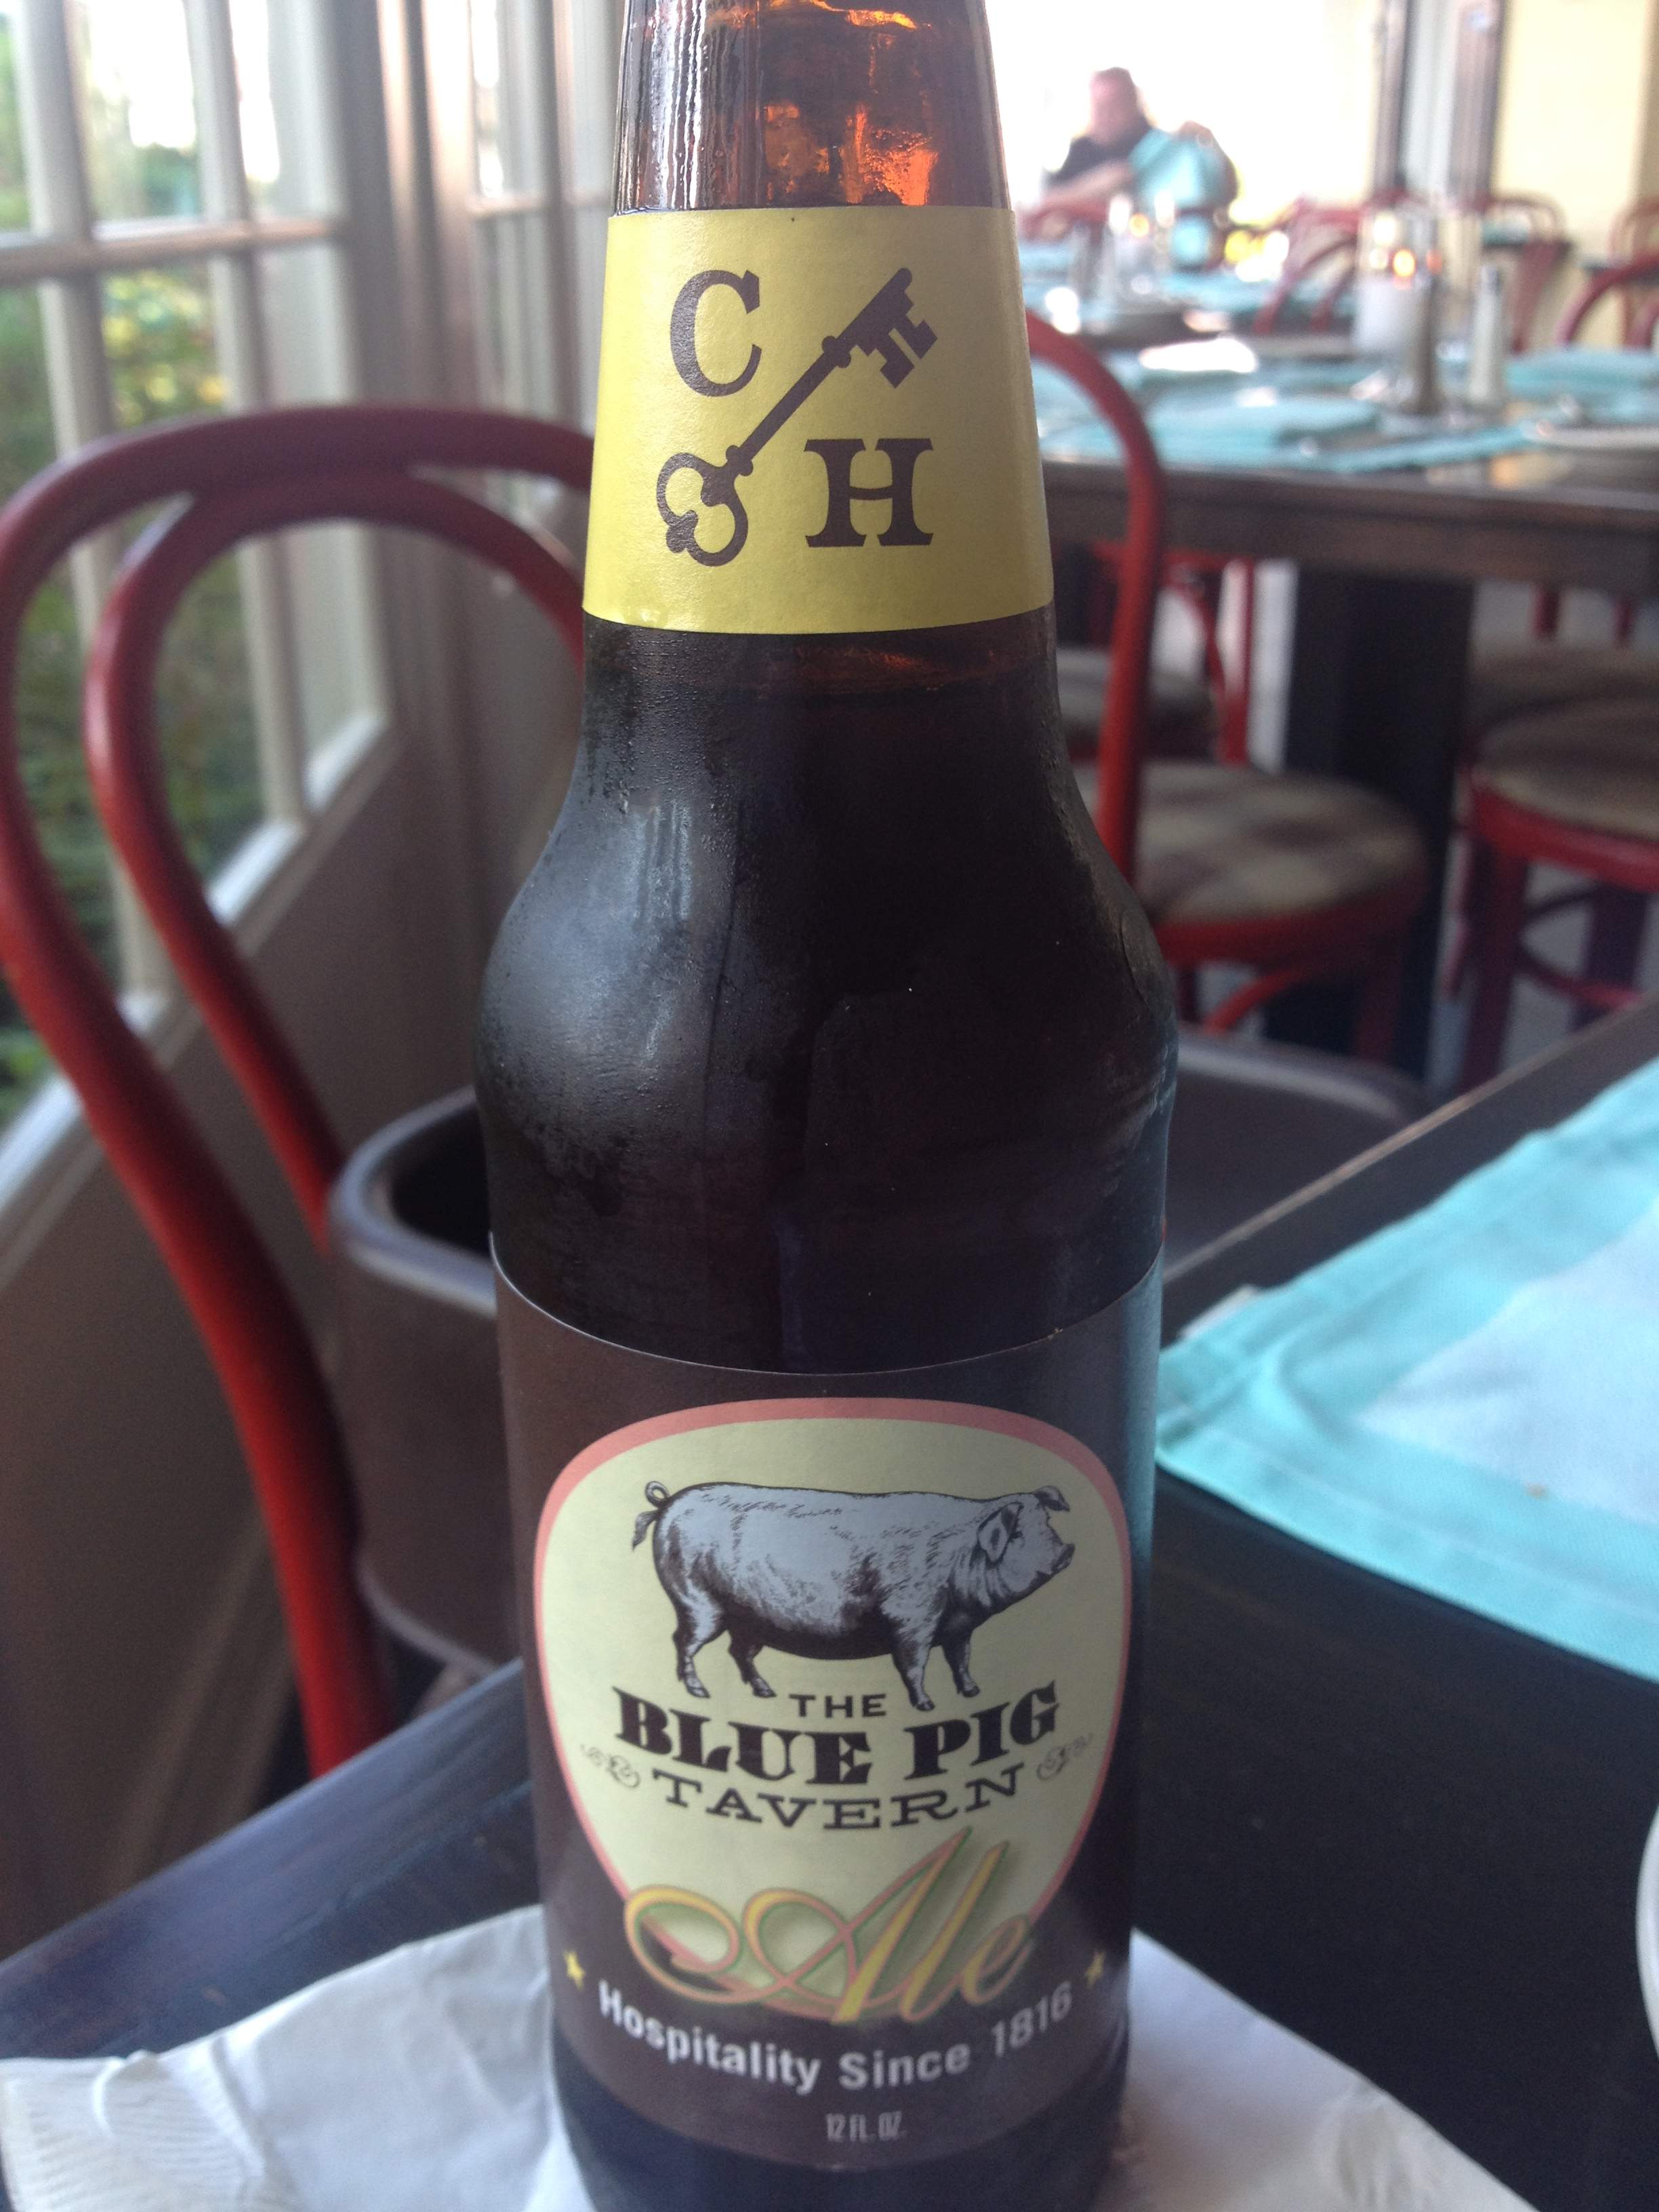 C
H
THE
BLUE PIG
TAVERN
Ale
Hospitality Since 1816
12 FL. OZ.